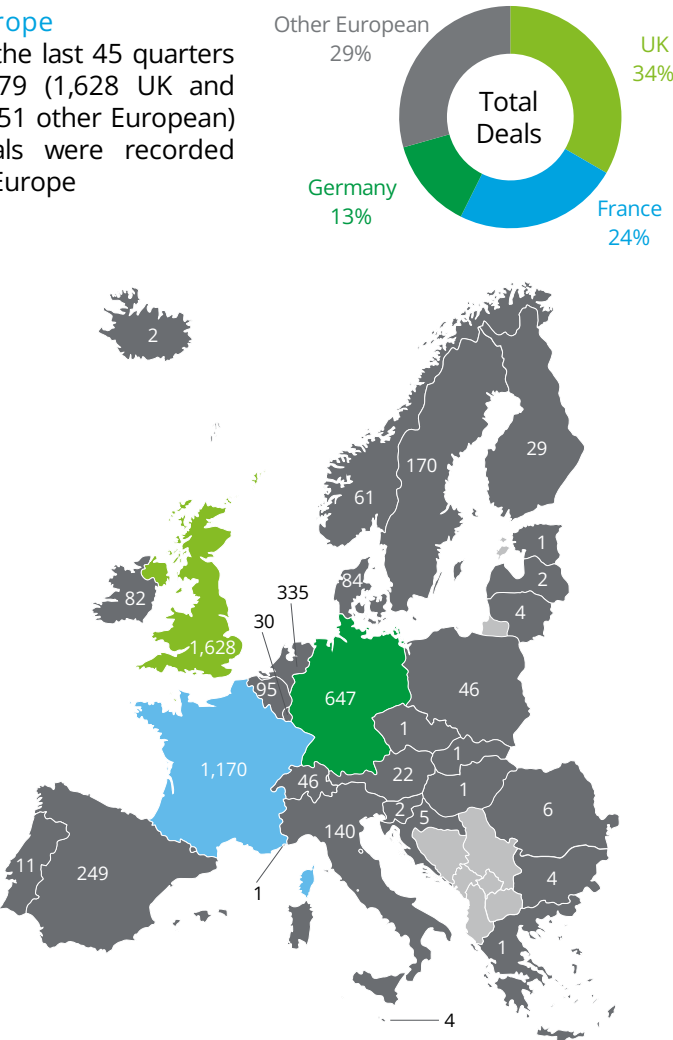 rope
the last 45 quarters
79 (1,628 UK and
51 other European)
als were recorded
Europe
Other European
29%
UK
34%
Total
Deals
Germany
13%
France
24%
2
29
170
61
1
2
84
335
82
4
30
1,628
95
647
46
1
1
1,170
46
22
1
2
5
6
140
11
249
4
1
1
4